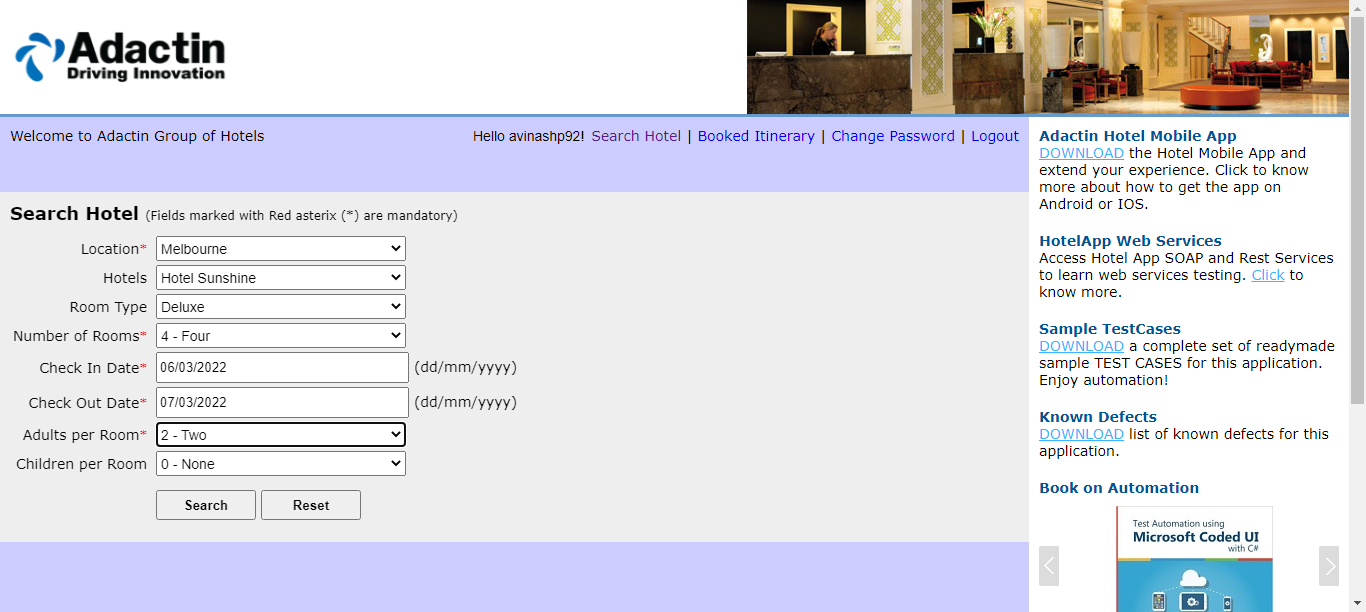 Adactin
Driving Innovation
Welcome to Adactin Group of Hotels
Hello avinashp92! Search Hotel | Booked Itinerary | Change Password | Logout
Search Hotel (Fields marked with Red asterix (*) are mandatory)
Location* Melbourne
Hotels Hotel Sunshine
Room Type Deluxe
Number of Rooms* 4 - Four
Check In Date* 06/03/2022 (dd/mm/yyyy)
Check Out Date* 07/03/2022 (dd/mm/yyyy)
Adults per Room* 2 - Two
Children per Room 0 - None
Search Reset
Adactin Hotel Mobile App
DOWNLOAD the Hotel Mobile App and
extend your experience. Click to know
more about how to get the app on
Android or IOS.
HotelApp Web Services
Access Hotel App SOAP and Rest Services
to learn web services testing. Click to
know more.
Sample TestCases
DOWNLOAD a complete set of readymade
sample TEST CASES for this application.
Enjoy automation!
Known Defects
DOWNLOAD list of known defects for this
application.
Book on Automation
Test Automation using
Microsoft Coded UI
with C#